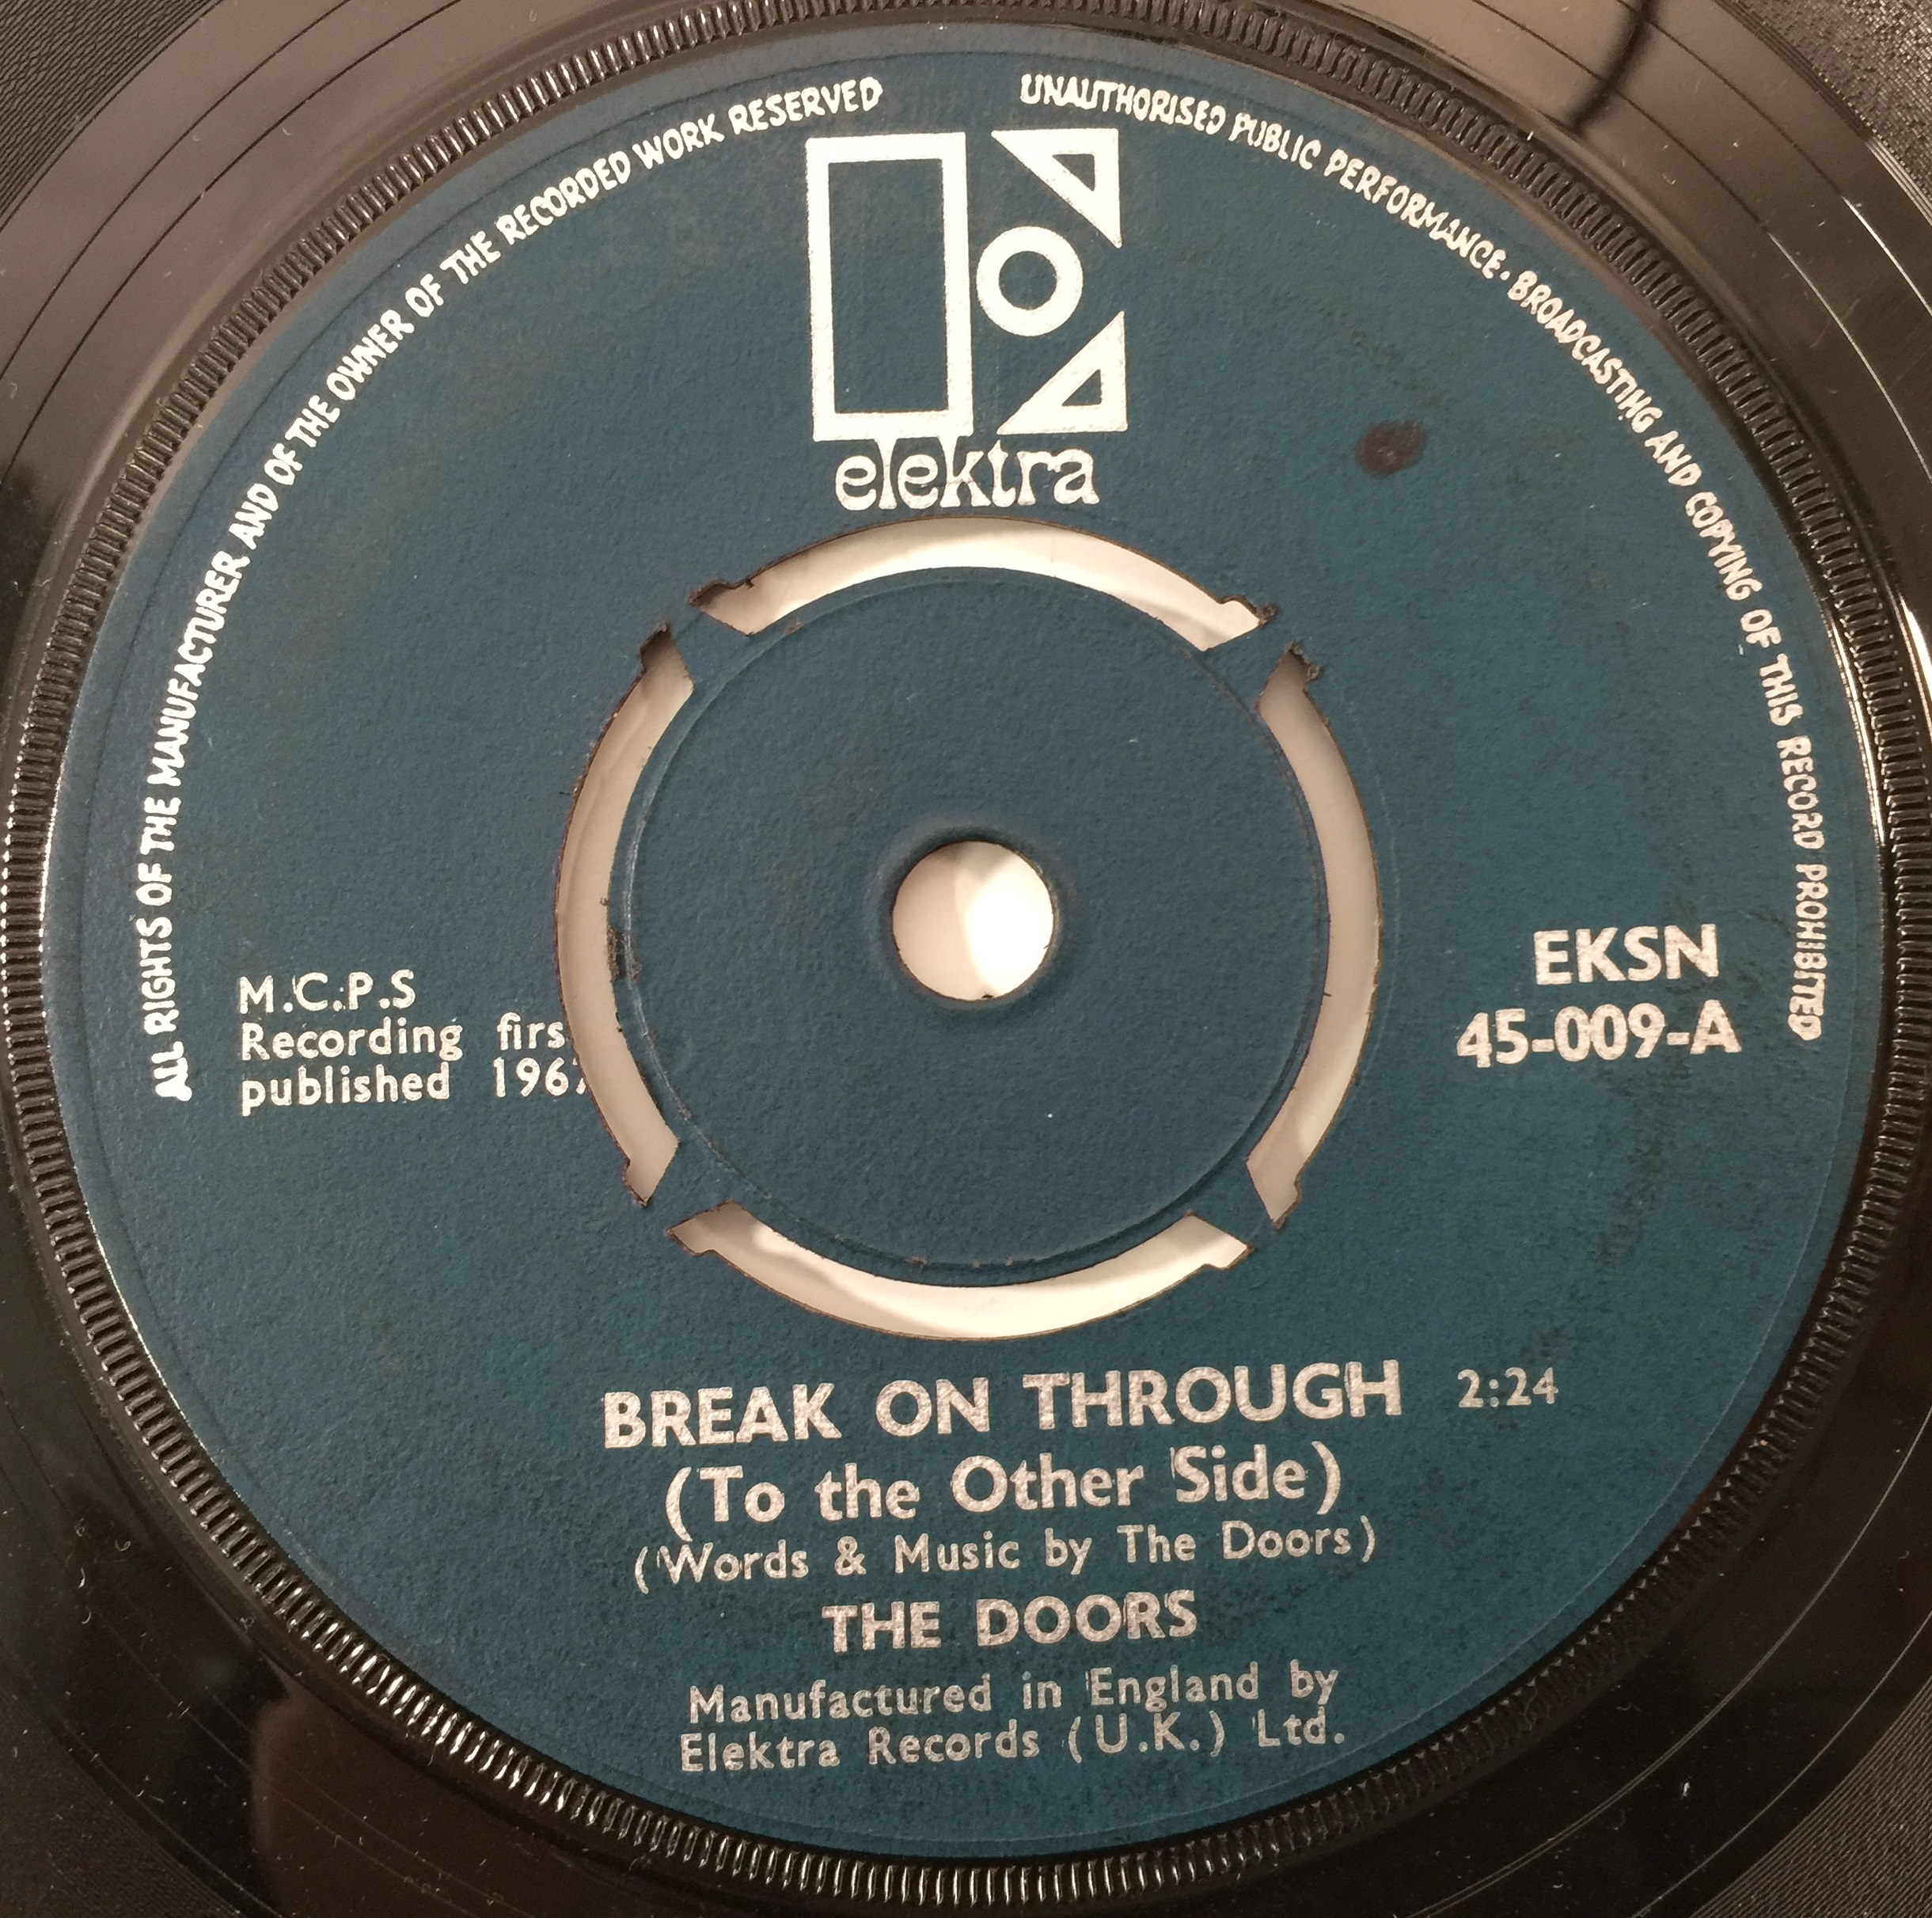 ALL RIGHTS OF THE MANUFACTURER AND OF THE OWNER OF THE RECORDED WORK RESERVED
UNAUTHORISED PUBLIC PERFORMANCE. BROADCASTING AND COPYING OF THIS RECORD PROHIBITED
elektra
M.C.P.S
Recording firs
published 196
EKSN
45-009-A
BREAK ON THROUGH 2:24
(To the Other Side)
(Words & Music by The Doors)
THE DOORS
Manufactured in England by
Elektra Records (U.K.) Ltd.